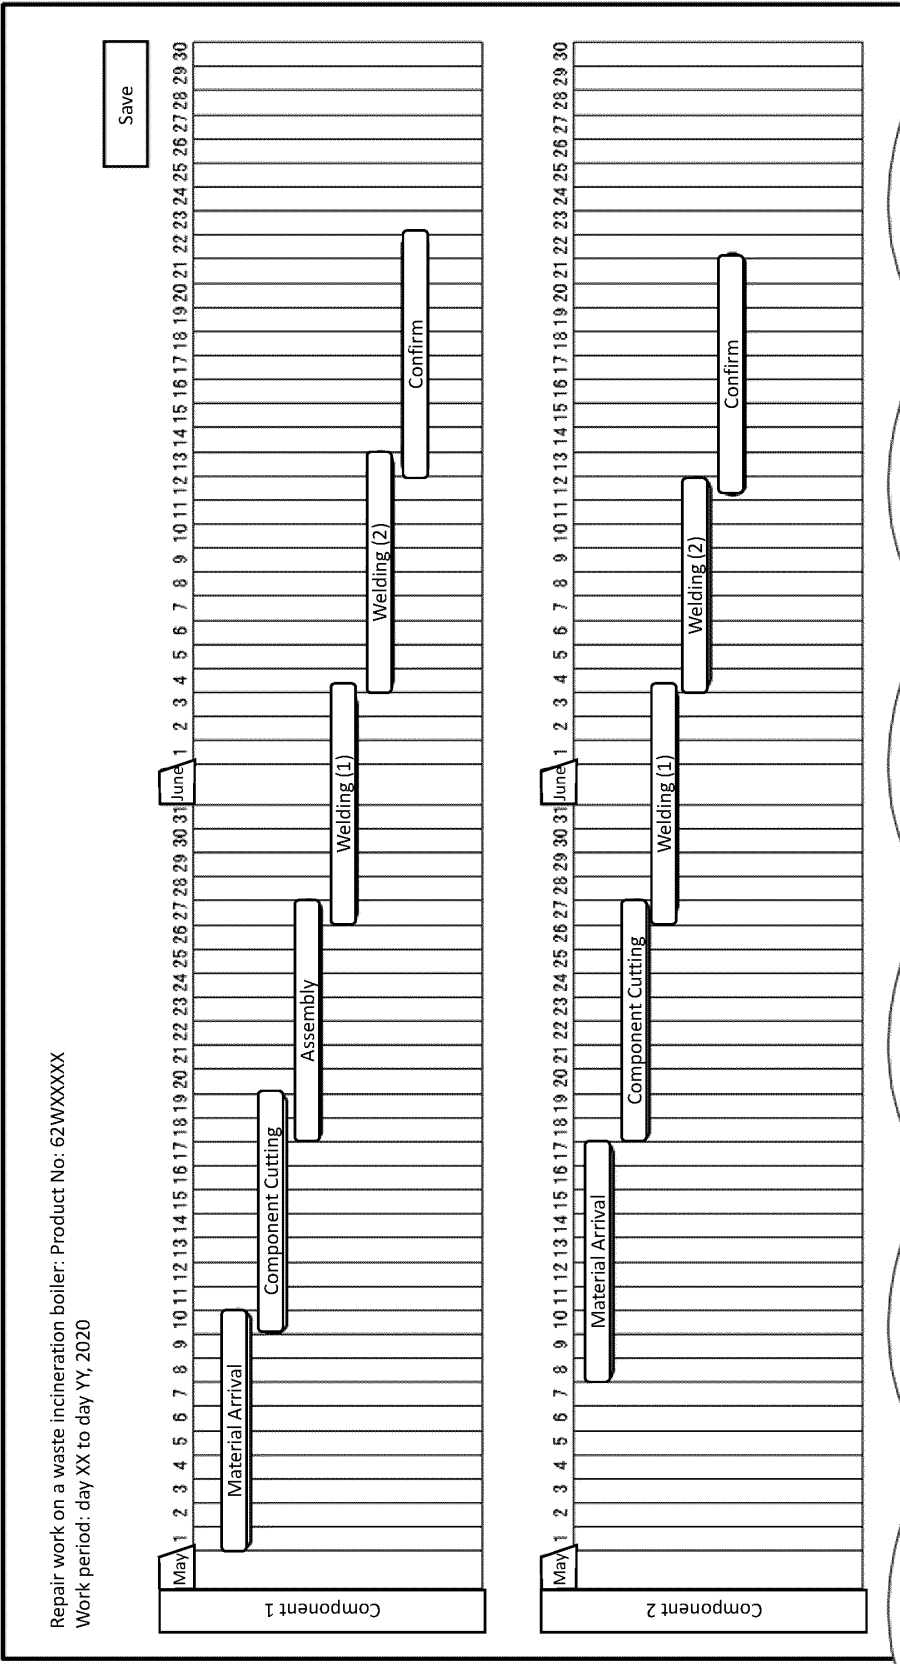 Repair work on a waste incineration boiler: Product No: 62WXXXXX
Work period: day XX to day YY, 2020
Save
May 1 2 3 4 5 6 7 8 9 10 11 12 13 14 15 16 17 18 19 20 21 22 23 24 25 26 27 28 29 30 31 June 1 2 3 4 5 6 7 8 9 10 11 12 13 14 15 16 17 18 19 20 21 22 23 24 25 26 27 28 29 30
Component 1
Material Arrival
Component Cutting
Assembly
Welding (1)
Welding (2)
Confirm
May 1 2 3 4 5 6 7 8 9 10 11 12 13 14 15 16 17 18 19 20 21 22 23 24 25 26 27 28 29 30 31 June 1 2 3 4 5 6 7 8 9 10 11 12 13 14 15 16 17 18 19 20 21 22 23 24 25 26 27 28 29 30
Component 2
Material Arrival
Component Cutting
Welding (1)
Welding (2)
Confirm